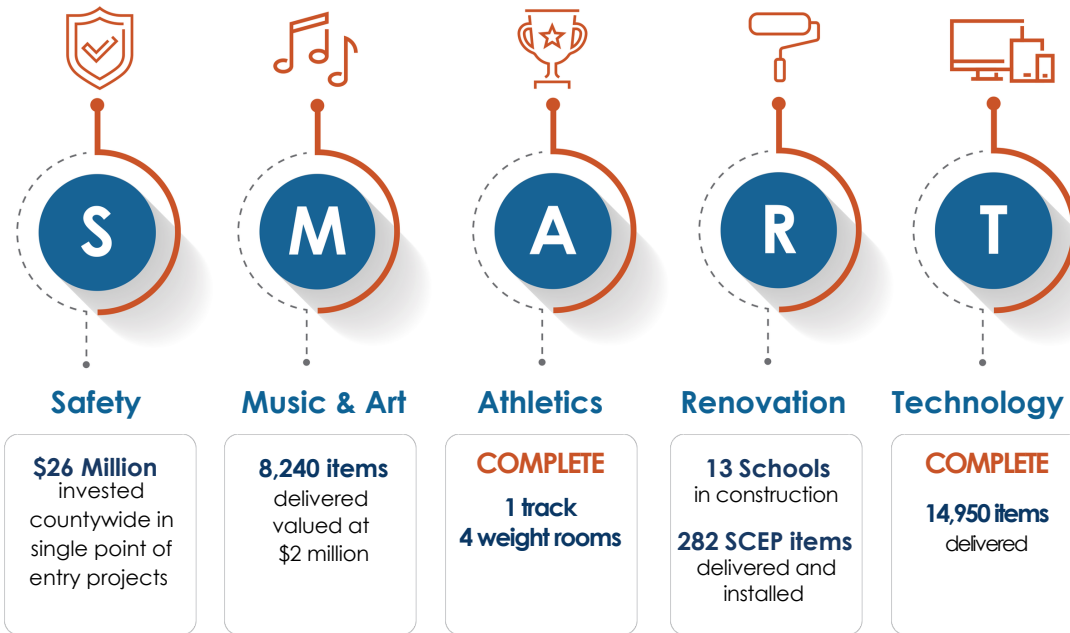 S
M
A
R
T
Safety
Music & Art
Athletics
Renovation
Technology
$26 Million
invested
countywide in
single point of
entry projects
8,240 items
delivered
valued at
$2 million
COMPLETE
1 track
4 weight rooms
13 Schools
in construction
282 SCEP items
delivered and
installed
COMPLETE
14,950 items
delivered